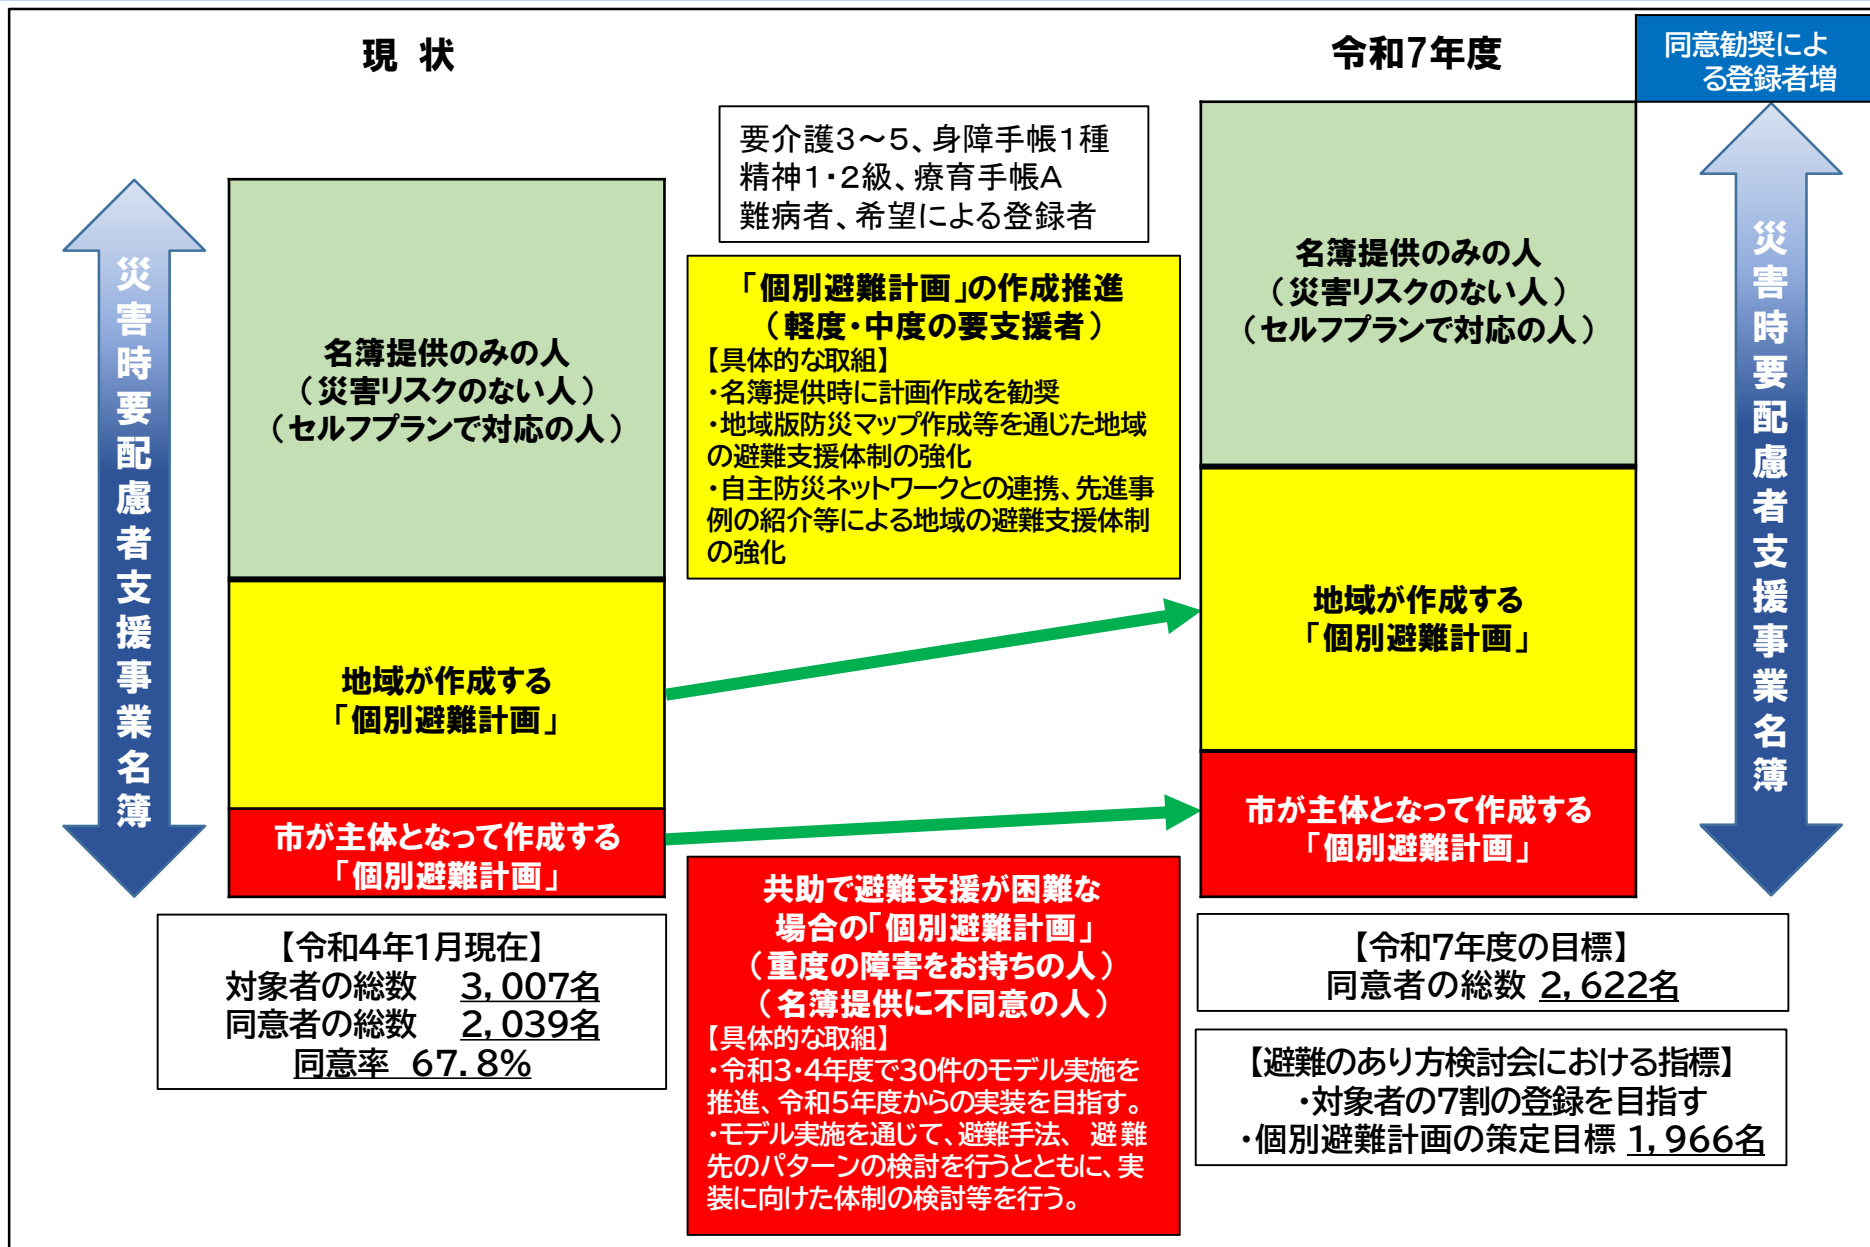 現 状
令和7年度
同意勧奨によ
る登録者増
災害時要配慮者支援事業名簿
名簿提供のみの人
（災害リスクのない人）
（セルフプランで対応の人）
地域が作成する
「個別避難計画」
市が主体となって作成する
「個別避難計画」
【令和4年1月現在】
対象者の総数 3,007名
同意者の総数 2,039名
同意率 67.8%
要介護3～5、身障手帳1種
精神1・2級、療育手帳A
難病者、希望による登録者
「個別避難計画」の作成推進
（軽度・中度の要支援者）
【具体的な取組】
・名簿提供時に計画作成を勧奨
・地域版防災マップ作成等を通じた地域
の避難支援体制の強化
・自主防災ネットワークとの連携、先進事
例の紹介等による地域の避難支援体制
の強化
共助で避難支援が困難な
場合の「個別避難計画」
（重度の障害をお持ちの人）
（名簿提供に不同意の人）
【具体的な取組】
・令和3・4年度で30件のモデル実施を
推進、令和5年度からの実装を目指す。
・モデル実施を通じて、避難手法、 避難
先のパターンの検討を行うとともに、実
装に向けた体制の検討等を行う。
名簿提供のみの人
（災害リスクのない人）
（セルフプランで対応の人）
地域が作成する
「個別避難計画」
市が主体となって作成する
「個別避難計画」
災害時要配慮者支援事業名簿
【令和7年度の目標】
同意者の総数 2,622名
【避難のあり方検討会における指標】
・対象者の7割の登録を目指す
・個別避難計画の策定目標 1,966名